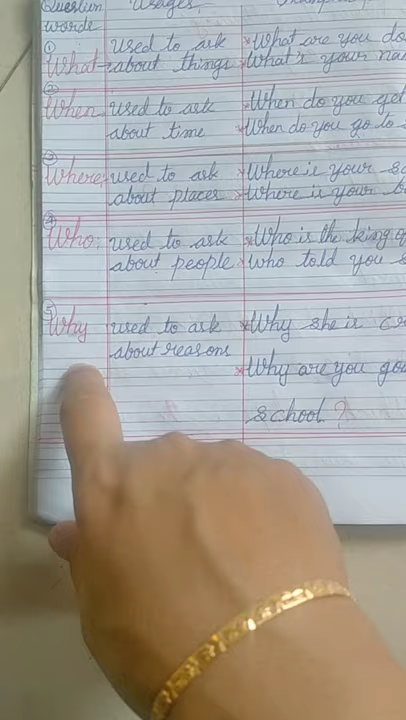 Question Usages
words
① used to ask *What are you do
What about things *What's your na
② When used to ask When do you get
about time *When do you go to
③ Where: used to ask *Where is your
about places *Where is your
④ Who: used to ask *Who is the king of
about people *who told you
⑤ Why used to ask *Why she is
about reasons
*Why are you go
school?